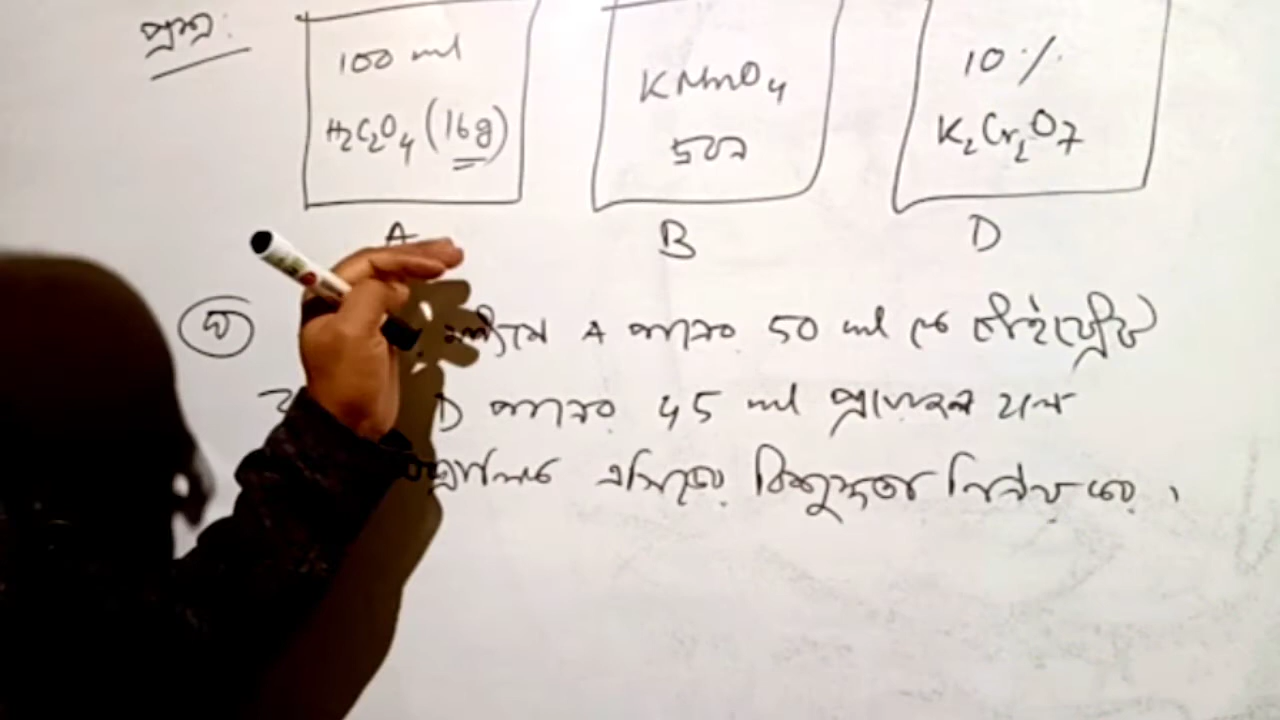 প্রশ্ন:
100 ml
H₂C₂O₄ (16g)
A
KMnO₄
দ্রবণ
B
10 %
K₂Cr₂O₇
D
ঘ A পাত্রের 50 ml কে
D পাত্রের 45 ml প্রয়োজন হলে
এসিডের বিশুদ্ধতা নির্ণয় কর।